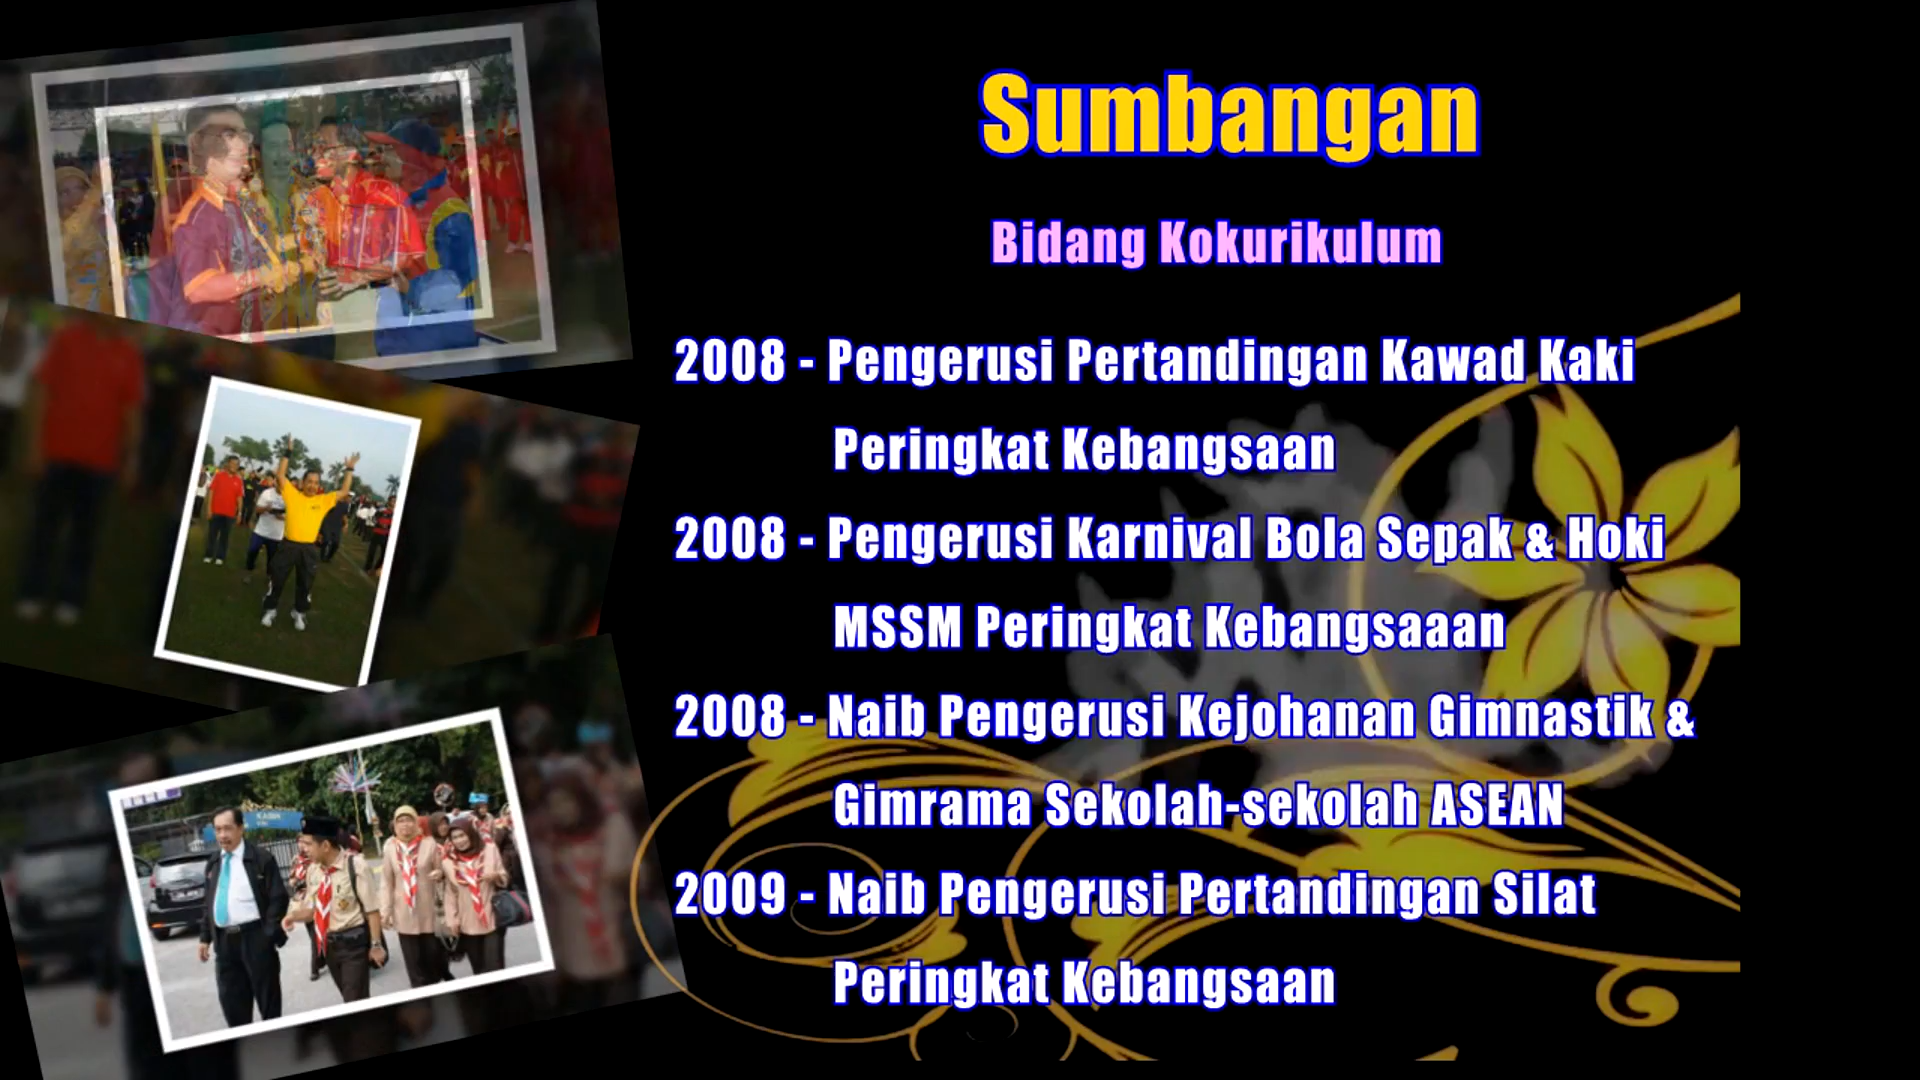 Sumbangan
Bidang Kokurikulum
2008 - Pengerusi Pertandingan Kawad Kaki
Peringkat Kebangsaan
2008 - Pengerusi Karnival Bola Sepak & Hoki
MSSM Peringkat Kebangsaaan
2008 - Naib Pengerusi Kejohanan Gimnastik &
Gimrama Sekolah-sekolah ASEAN
2009 - Naib Pengerusi Pertandingan Silat
Peringkat Kebangsaan